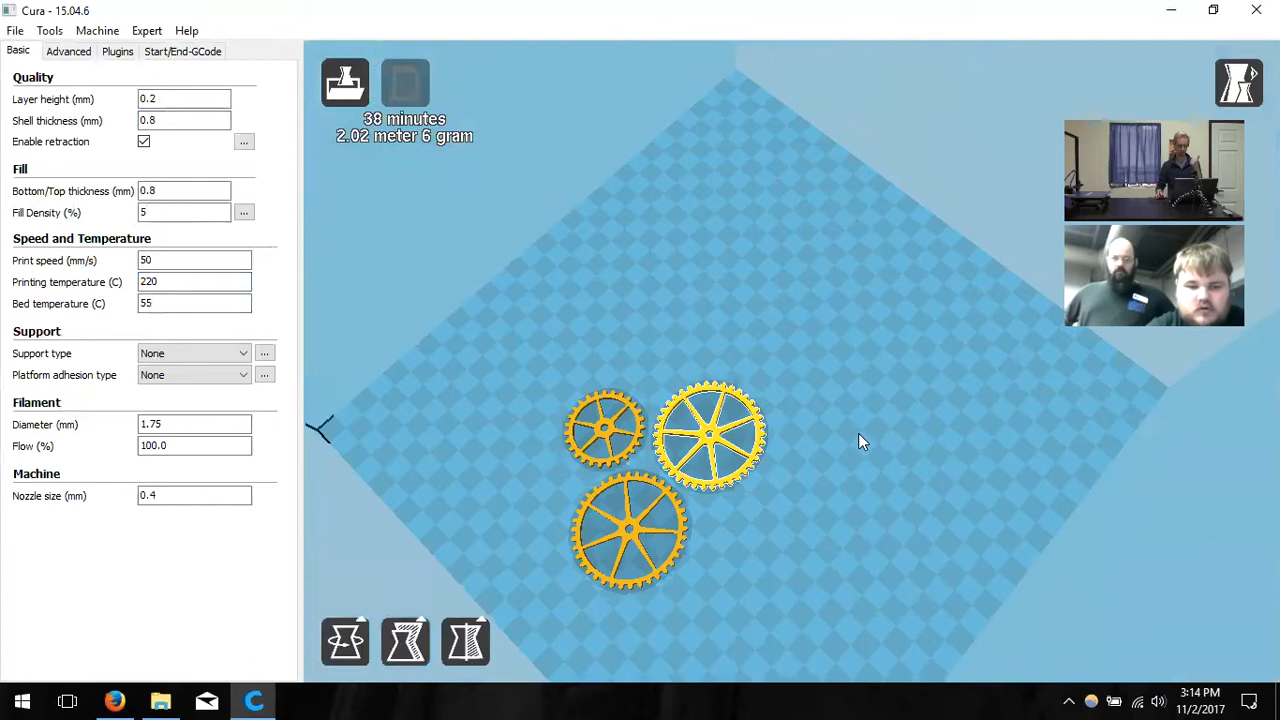 Cura - 15.04.6
File Tools Machine Expert Help
Basic Advanced Plugins Start/End-GCode
Quality
Layer height (mm) 0.2
Shell thickness (mm) 0.8
Enable retraction ...
Fill
Bottom/Top thickness (mm) 0.8
Fill Density (%) 5 ...
Speed and Temperature
Print speed (mm/s) 50
Printing temperature (C) 220
Bed temperature (C) 55
Support
Support type None ...
Platform adhesion type None ...
Filament
Diameter (mm) 1.75
Flow (%) 100.0
Machine
Nozzle size (mm) 0.4
38 minutes
2.02 meter 6 gram
3:14 PM
11/2/2017